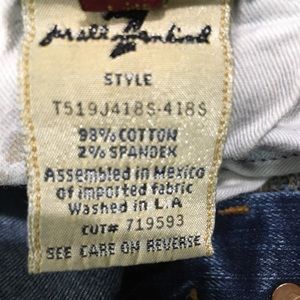 for all 7 mankind
STYLE
T519J418S-418S
98% COTTON
2% SPANDEX
Assembled in Mexico
of imported fabric
Washed in L.A
CUT# 719593
SEE CARE ON REVERSE